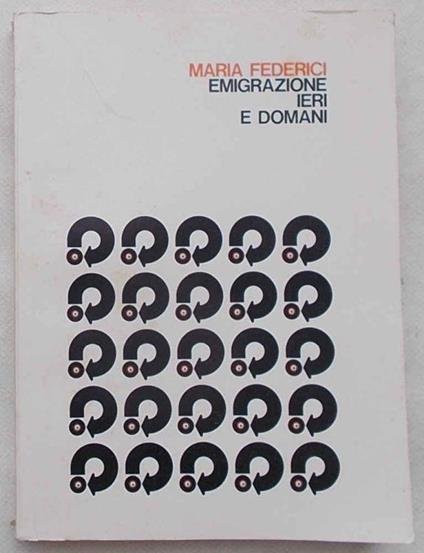 MARIA FEDERICI
EMIGRAZIONE
IERI
E DOMANI